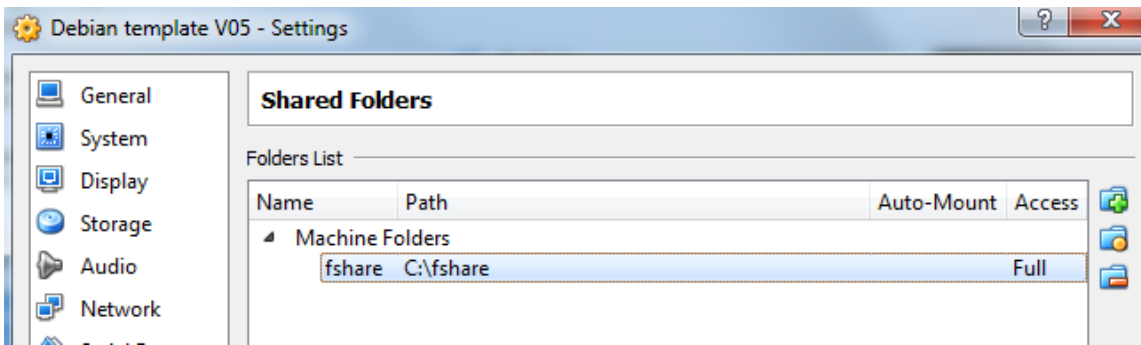 Debian template V05 - Settings
?
X
General
System
Display
Storage
Audio
Network
Shared Folders
Folders List
Name Path Auto-Mount Access
Machine Folders
fshare C:\fshare Full